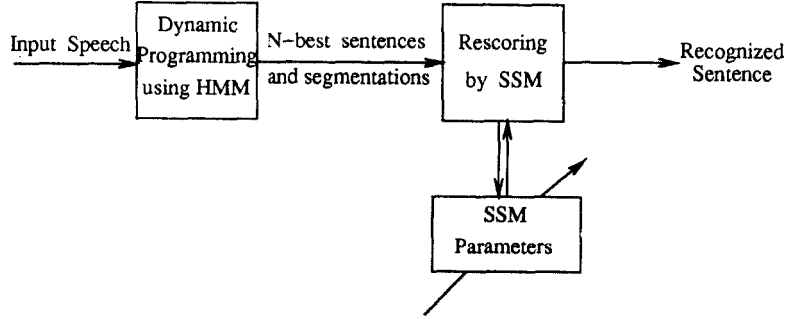 Input Speech
Dynamic
Programming
using HMM
N-best sentences
and segmentations
Rescoring
by SSM
Recognized
Sentence
SSM
Parameters